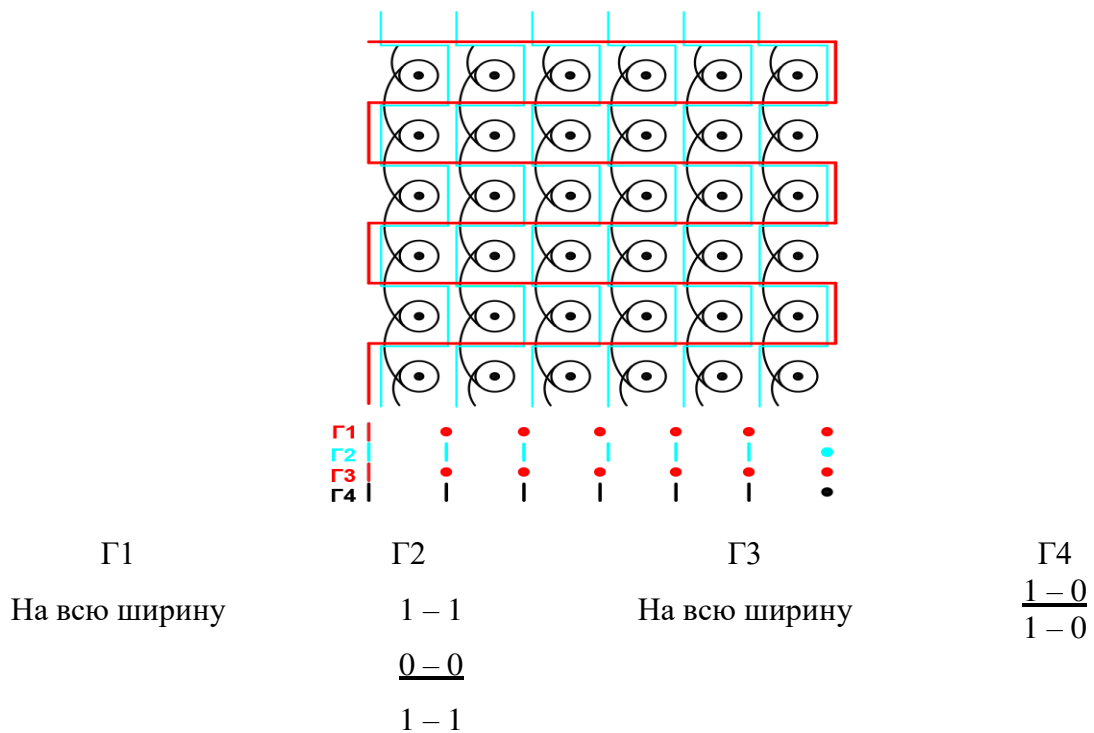 Г1
Г2
Г3
Г4
Г1 Г2 Г3 Г4
На всю ширину 1 – 1 На всю ширину 1 – 0
1 – 0
0 – 0
1 – 1